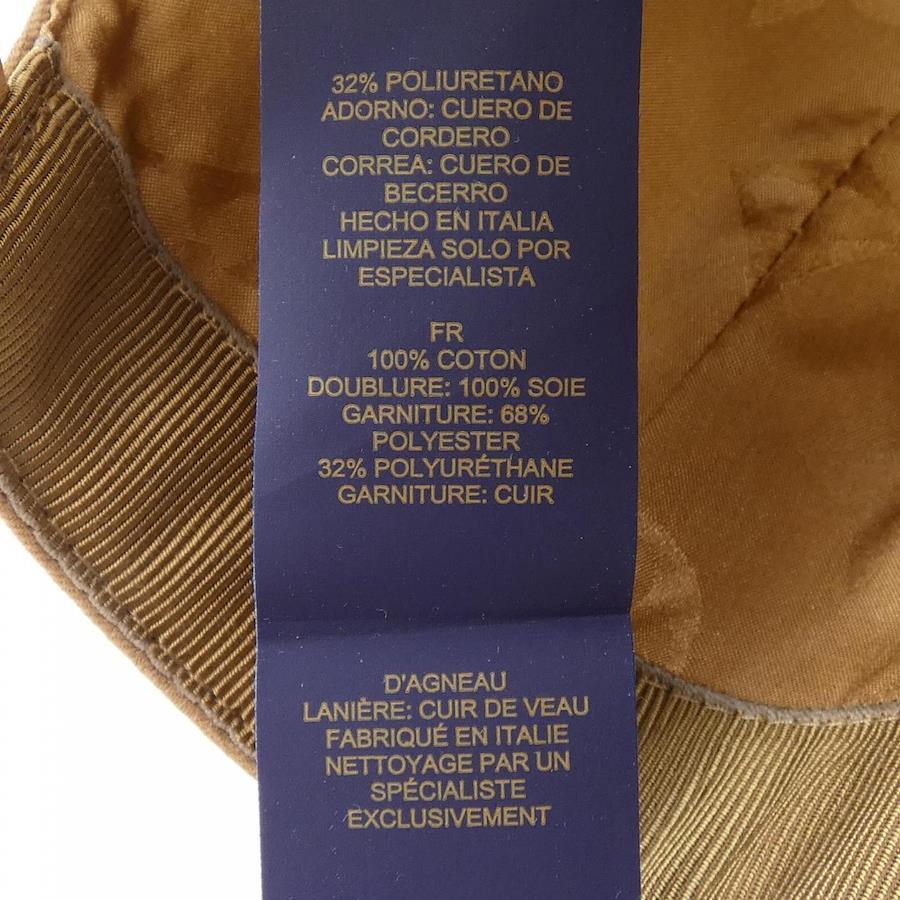 32% POLIURETANO
ADORNO: CUERO DE
CORDERO
CORREA: CUERO DE
BECERRO
HECHO EN ITALIA
LIMPIEZA SOLO POR
ESPECIALISTA
FR
100% COTON
DOUBLURE: 100% SOIE
GARNITURE: 68%
POLYESTER
32% POLYURÉTHANE
GARNITURE: CUIR
D'AGNEAU
LANIÈRE: CUIR DE VEAU
FABRIQUÉ EN ITALIE
NETTOYAGE PAR UN
SPÉCIALISTE
EXCLUSIVEMENT